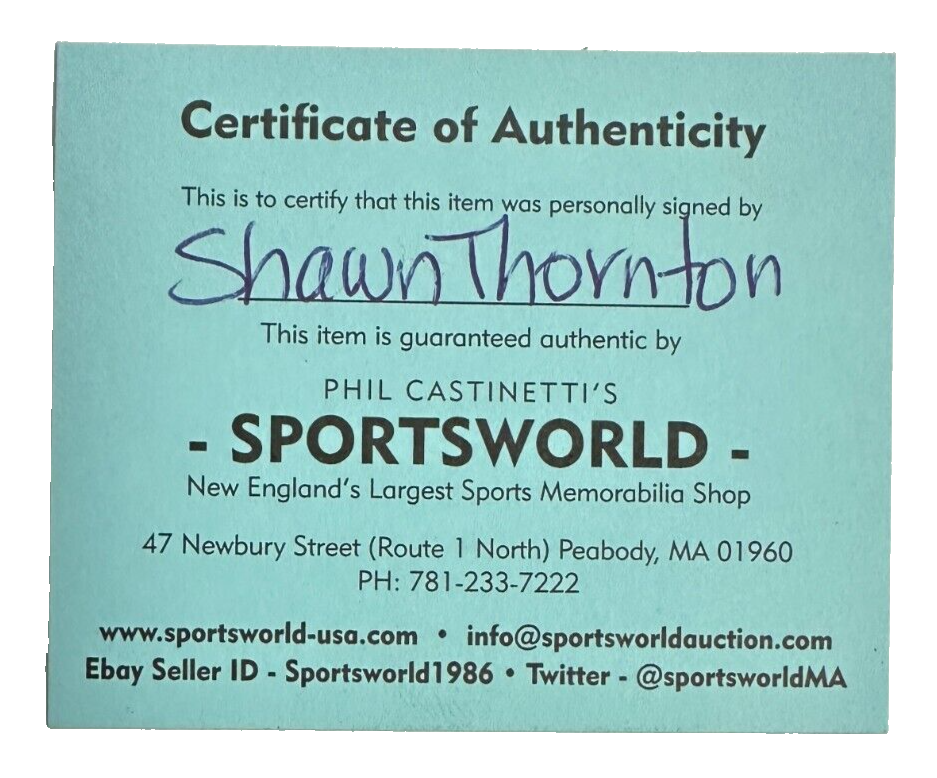 Certificate of Authenticity
This is to certify that this item was personally signed by
Shawn Thornton
This item is guaranteed authentic by
PHIL CASTINETTI'S
- SPORTSWORLD -
New England's Largest Sports Memorabilia Shop
47 Newbury Street (Route 1 North) Peabody, MA 01960
PH: 781-233-7222
www.sportsworld-usa.com • info@sportsworldauction.com
Ebay Seller ID - Sportsworld1986 • Twitter - @sportsworldMA